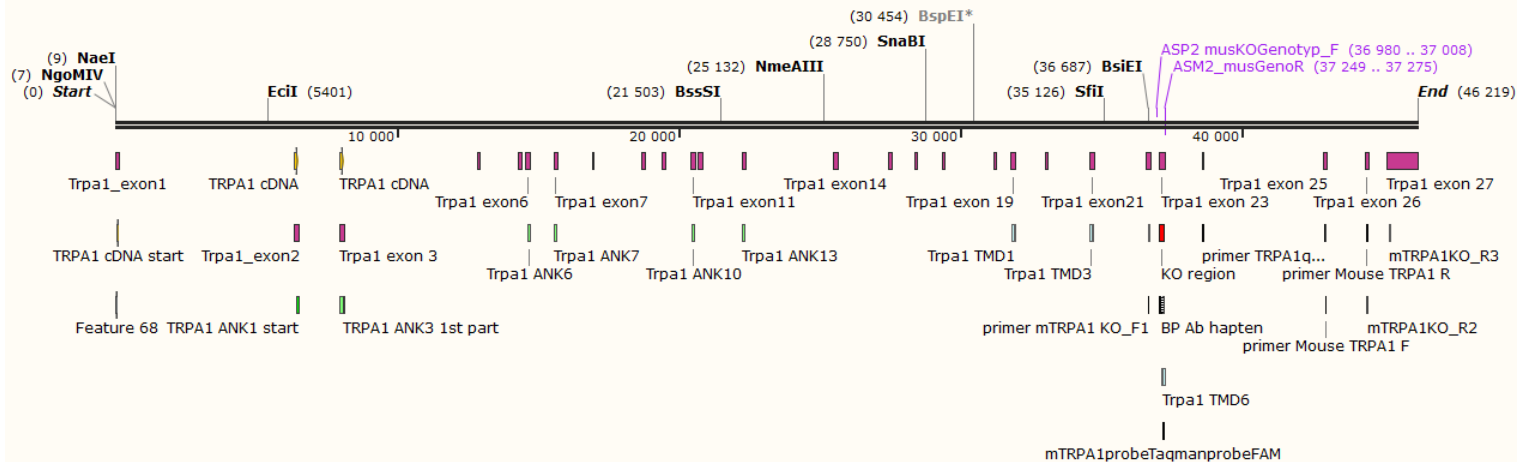 (30 454) BspEI*
(28 750) SnaBI
(9) NaeI
(7) NgoMIV
(0) Start
EciI (5401)
(21 503) BssSI
(25 132) NmeAIII
(36 687) BsiEI
(35 126) SfiI
ASP2 musKOGenotyp_F (36 980 .. 37 008)
ASM2_musGenoR (37 249 .. 37 275)
End (46 219)
10 000
20 000
30 000
40 000
Trpa1_exon1
TRPA1 cDNA
TRPA1 cDNA
Trpa1 exon14
Trpa1 exon 25
Trpa1 exon 27
Trpa1 exon6
Trpa1 exon7
Trpa1 exon11
Trpa1 exon 19
Trpa1 exon21
Trpa1 exon 23
Trpa1 exon 26
TRPA1 cDNA start
Trpa1_exon2
Trpa1 exon 3
Trpa1 ANK7
Trpa1 ANK13
Trpa1 TMD1
primer TRPA1q...
mTRPA1KO_R3
Trpa1 ANK6
Trpa1 ANK10
Trpa1 TMD3
KO region
primer Mouse TRPA1 R
Feature 68
TRPA1 ANK1 start
TRPA1 ANK3 1st part
primer mTRPA1 KO_F1
BP Ab hapten
mTRPA1KO_R2
primer Mouse TRPA1 F
Trpa1 TMD6
mTRPA1probeTaqmanprobeFAM